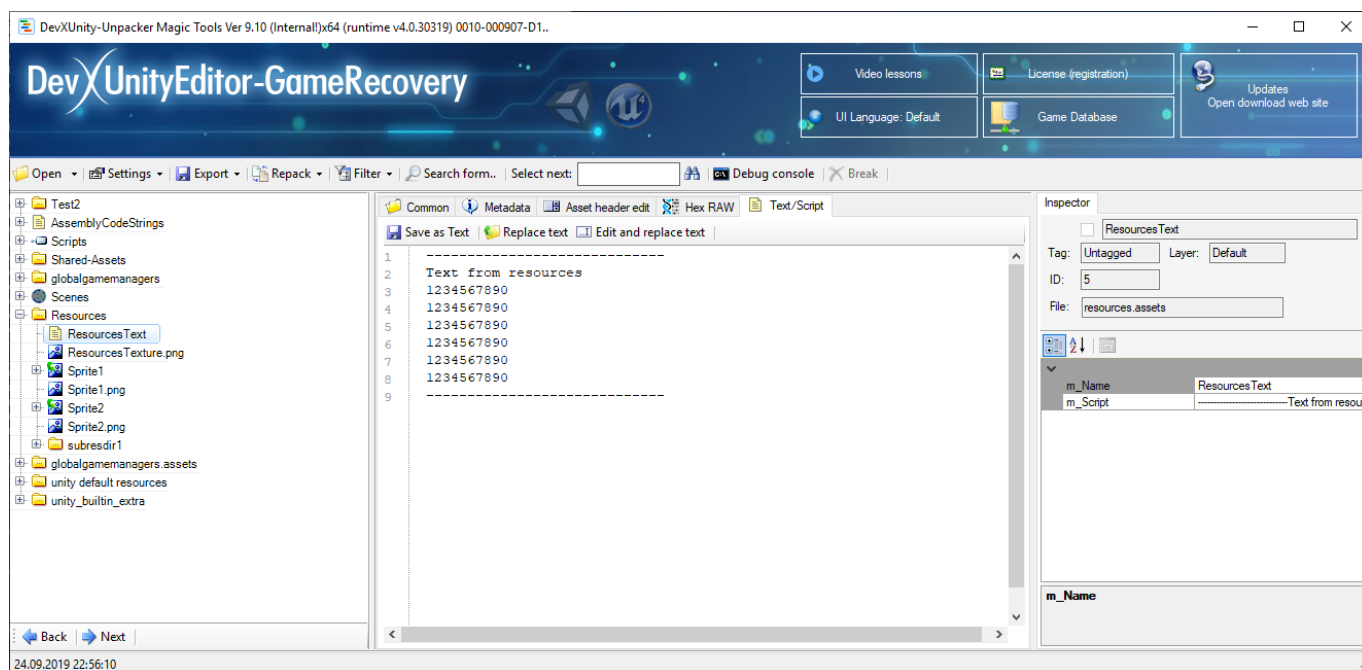 DevXUnity-Unpacker Magic Tools Ver 9.10 (Internal!)x64 (runtime v4.0.30319) 0010-000907-D1..
DevXUnityEditor-GameRecovery
Video lessons
License (registration)
Updates
Open download web site
UI Language: Default
Game Database
Open
Settings
Export
Repack
Filter
Search form..
Select next:
Debug console
Break
Test2
AssemblyCodeStrings
Scripts
Shared-Assets
globalgamemanagers
Scenes
Resources
ResourcesText
ResourcesTexture.png
Sprite1
Sprite1.png
Sprite2
Sprite2.png
subresdir1
globalgamemanagers.assets
unity default resources
unity_builtin_extra
Back
Next
Common
Metadata
Asset header edit
Hex RAW
Text/Script
Save as Text
Replace text
Edit and replace text
1 -----------------------------
2 Text from resources
3 1234567890
4 1234567890
5 1234567890
6 1234567890
7 1234567890
8 1234567890
9 -----------------------------
Inspector
ResourcesText
Tag: Untagged Layer: Default
ID: 5
File: resources.assets
m_Name ResourcesText
m_Script -----------------------------Text from resou
m_Name
24.09.2019 22:56:10